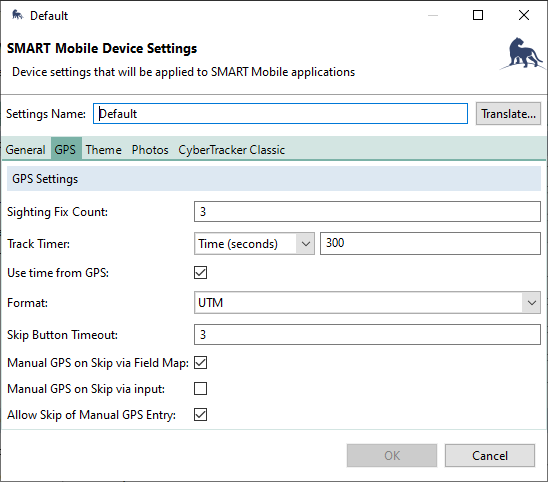 Default
SMART Mobile Device Settings
Device settings that will be applied to SMART Mobile applications
Settings Name: Default Translate...
General GPS Theme Photos CyberTracker Classic
GPS Settings
Sighting Fix Count: 3
Track Timer: Time (seconds) 300
Use time from GPS:
Format: UTM
Skip Button Timeout: 3
Manual GPS on Skip via Field Map:
Manual GPS on Skip via input:
Allow Skip of Manual GPS Entry:
OK Cancel